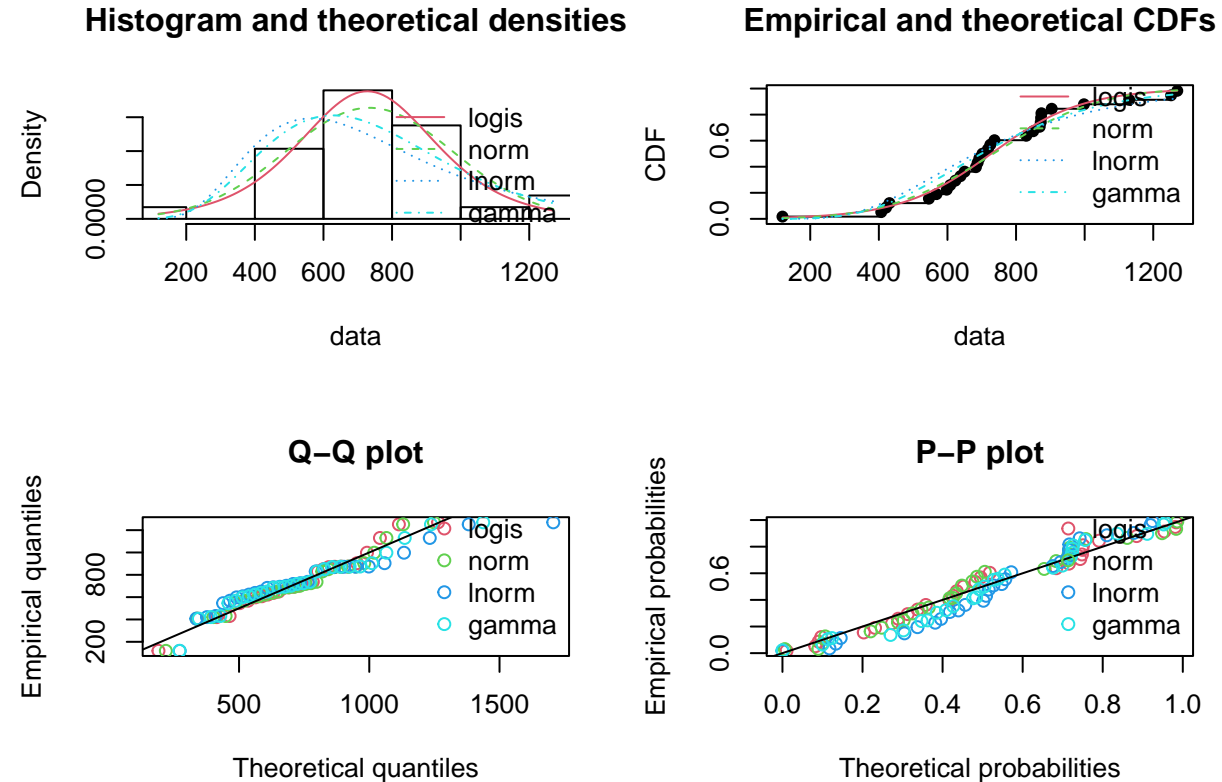 Histogram and theoretical densities
Density
0.0000
200 400 600 800 1200
data
logis
norm
lnorm
gamma
Empirical and theoretical CDFs
CDF
0.0 0.6
200 400 600 800 1200
data
logis
norm
lnorm
gamma
Q−Q plot
Empirical quantiles
200 800
500 1000 1500
Theoretical quantiles
logis
norm
lnorm
gamma
P−P plot
Empirical probabilities
0.0 0.6
0.0 0.2 0.4 0.6 0.8 1.0
Theoretical probabilities
logis
norm
lnorm
gamma